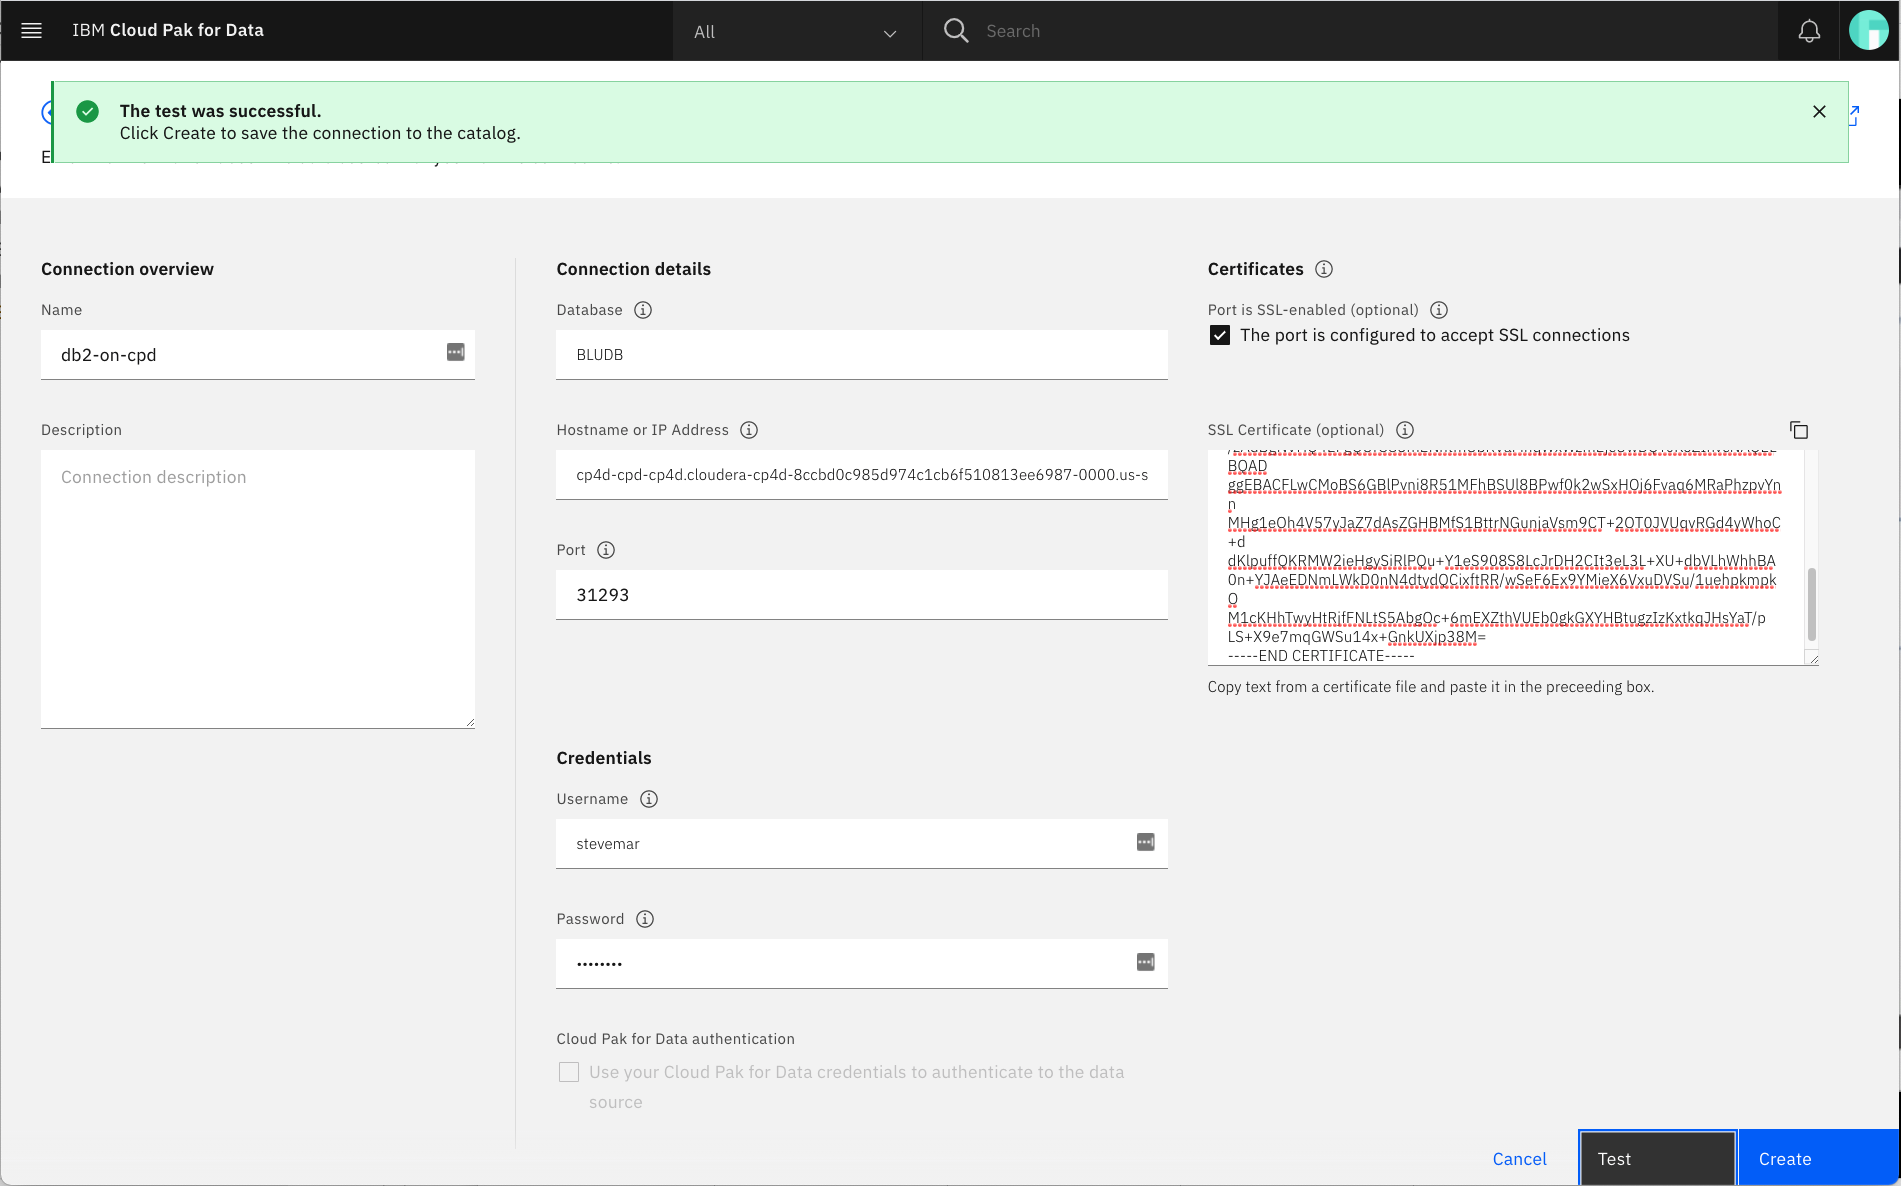 IBM Cloud Pak for Data
All
Search
The test was successful.
Click Create to save the connection to the catalog.
Connection overview
Name
db2-on-cpd
Description
Connection description
Connection details
Database
BLUDB
Hostname or IP Address
cp4d-cpd-cp4d.cloudera-cp4d-8ccbd0c985d974c1cb6f510813ee6987-0000.us-s
Port
31293
Credentials
Username
stevemar
Password
••••••••
Cloud Pak for Data authentication
Use your Cloud Pak for Data credentials to authenticate to the data
source
Certificates
Port is SSL-enabled (optional)
The port is configured to accept SSL connections
SSL Certificate (optional)
BQAD
ggEBACFLwCMoBS6GBlPvni8R51MFhBSUl8BPwf0k2wSxHOj6Fvaq6MRaPhzpvYn
n
MHg1eOh4V57yJaZ7dAsZGHBMfS1BttrNGunjaVsm9CT+2OT0JVUqvRGd4yWhoC
+d
dKlpuffQKRMW2ieHgySiRlPQu+Y1eS908S8LcJrDH2CIt3eL3L+XU+dbVLhWhhBA
0n+YJAeEDNmLWkD0nN4dtydQCixftRR/wSeF6Ex9YMieX6VxuDVSu/1uehpkmpk
O
M1cKHhTwyHtRjfFNLtS5AbgOc+6mEXZthVUEb0gkGXYHBtugzIzKxtkqJHsYaT/p
LS+X9e7mqGWSu14x+GnkUXjp38M=
-----END CERTIFICATE-----
Copy text from a certificate file and paste it in the preceeding box.
Cancel
Test
Create